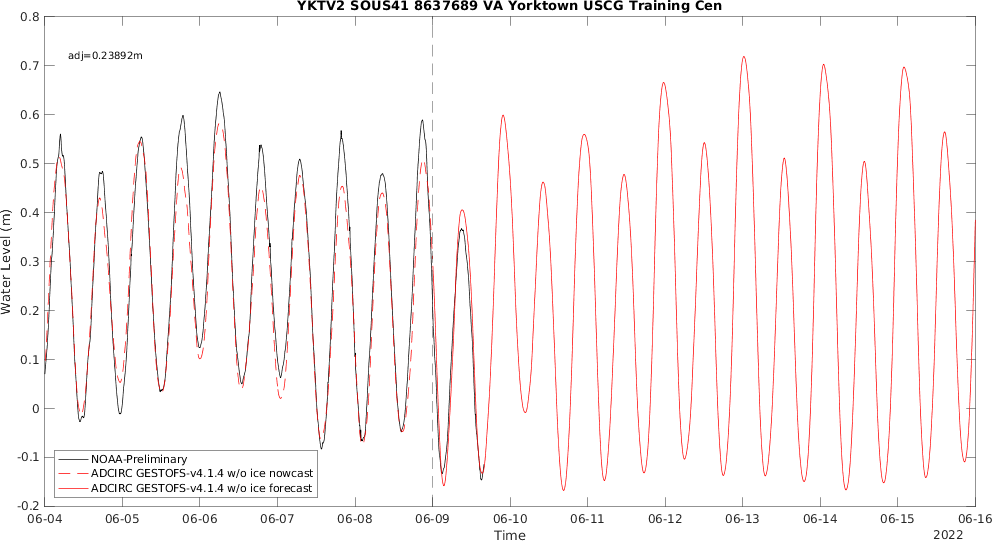 YKTV2 SOUS41 8637689 VA Yorktown USCG Training Cen
adj=0.23892m
0.8
0.7
0.6
0.5
0.4
0.3
0.2
0.1
0
-0.1
-0.2
Water Level (m)
NOAA-Preliminary
ADCIRC GESTOFS-v4.1.4 w/o ice nowcast
ADCIRC GESTOFS-v4.1.4 w/o ice forecast
06-04 06-05 06-06 06-07 06-08 06-09 06-10 06-11 06-12 06-13 06-14 06-15 06-16
Time
2022